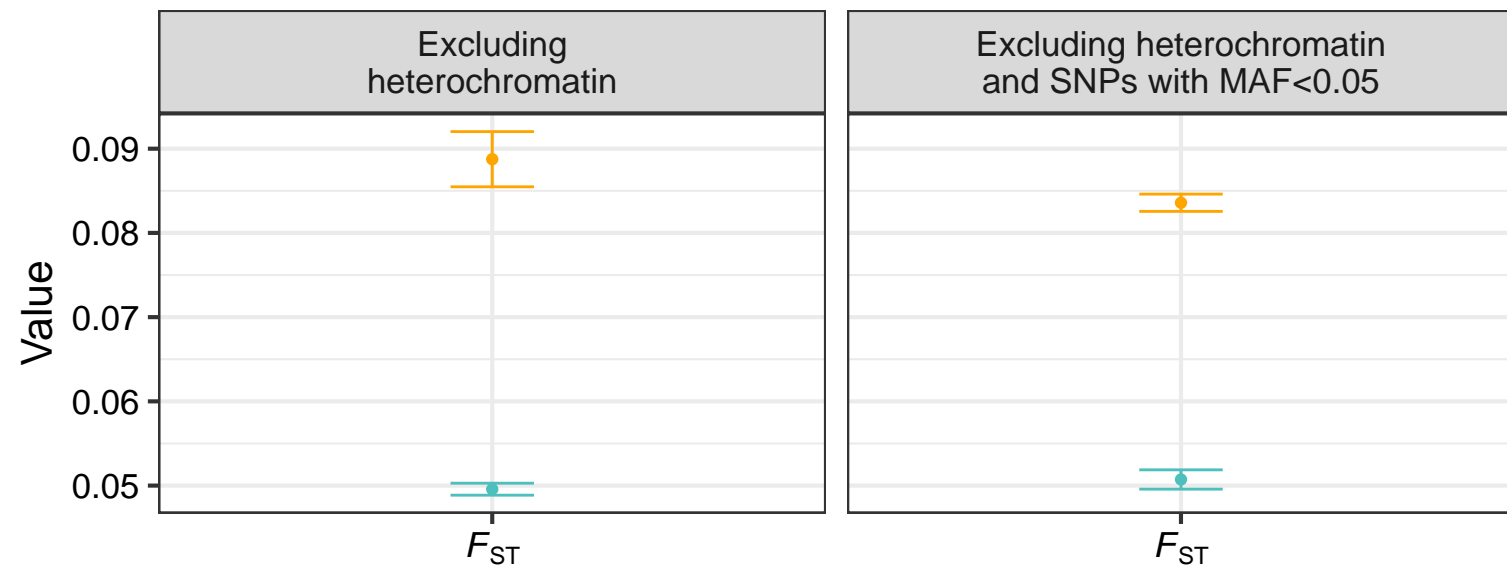 Excluding
heterochromatin
Excluding heterochromatin
and SNPs with MAF<0.05
Value
0.09
0.08
0.07
0.06
0.05
FST
FST